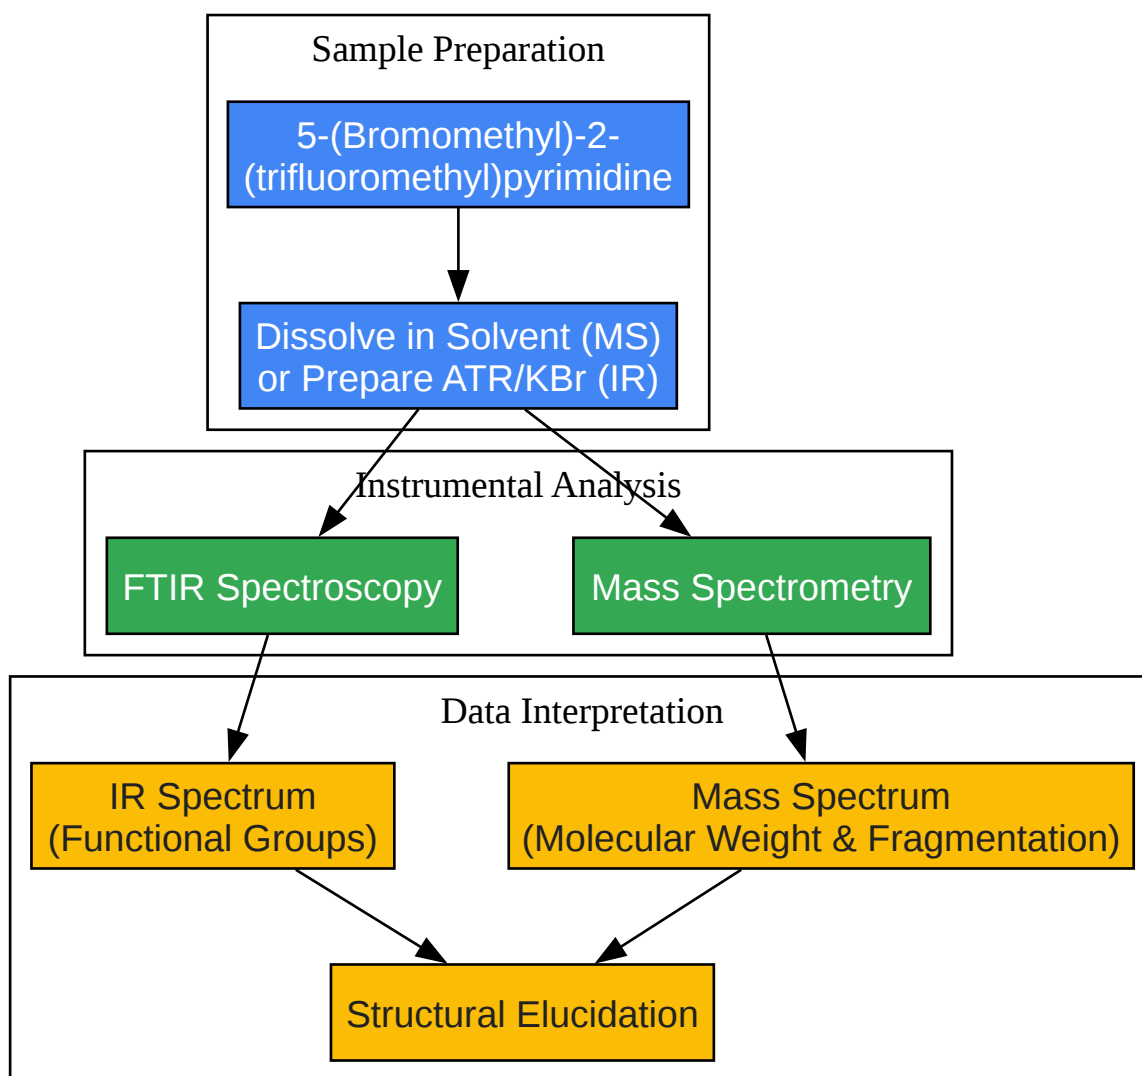 Sample Preparation
5-(Bromomethyl)-2-
(trifluoromethyl)pyrimidine
Dissolve in Solvent (MS)
or Prepare ATR/KBr (IR)
Instrumental Analysis
FTIR Spectroscopy
Mass Spectrometry
Data Interpretation
IR Spectrum
(Functional Groups)
Mass Spectrum
(Molecular Weight & Fragmentation)
Structural Elucidation